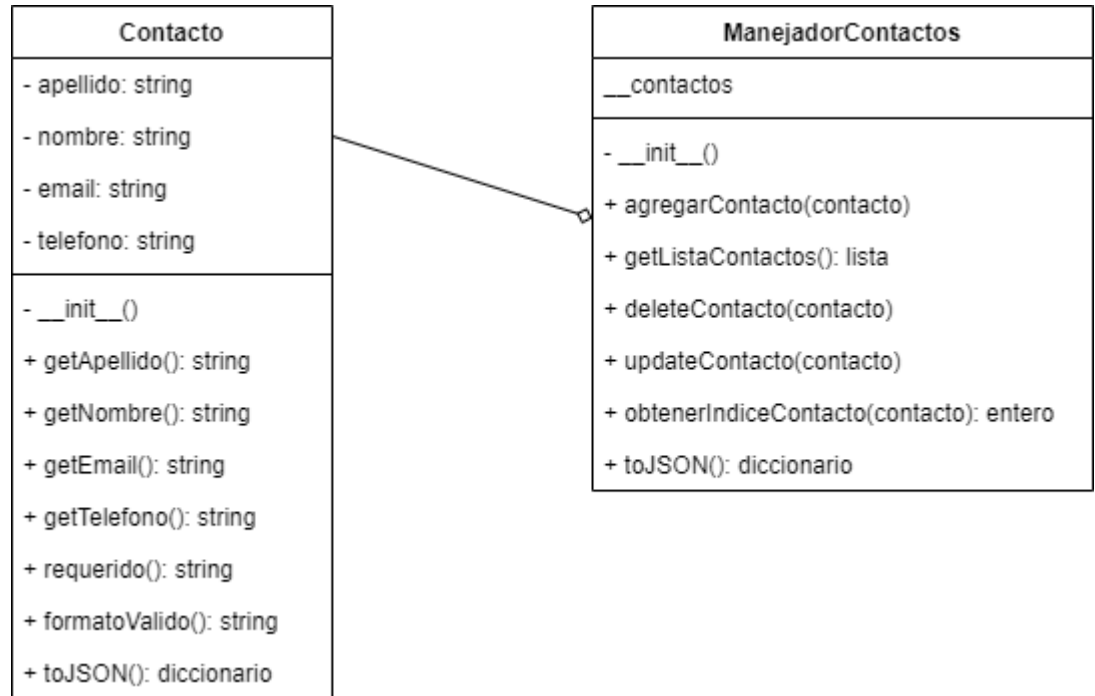 Contacto
- apellido: string
- nombre: string
- email: string
- telefono: string
- __init__()
+ getApellido(): string
+ getNombre(): string
+ getEmail(): string
+ getTelefono(): string
+ requerido(): string
+ formatoValido(): string
+ toJSON(): diccionario
ManejadorContactos
__contactos
- __init__()
+ agregarContacto(contacto)
+ getListaContactos(): lista
+ deleteContacto(contacto)
+ updateContacto(contacto)
+ obtenerIndiceContacto(contacto): entero
+ toJSON(): diccionario